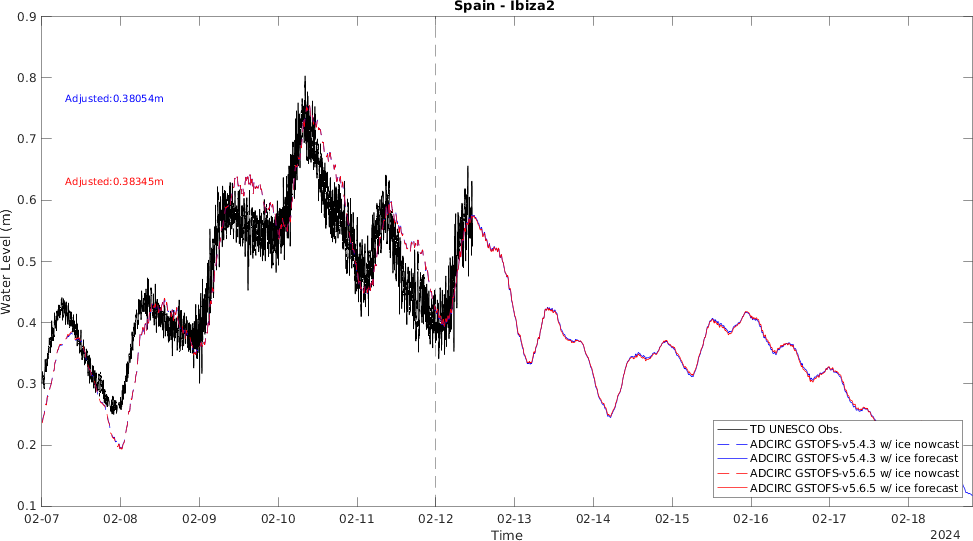 Spain - Ibiza2
0.9
0.8
0.7
0.6
0.5
0.4
0.3
0.2
0.1
Water Level (m)
Adjusted:0.38054m
Adjusted:0.38345m
TD UNESCO Obs.
ADCIRC GSTOFS-v5.4.3 w/ ice nowcast
ADCIRC GSTOFS-v5.4.3 w/ ice forecast
ADCIRC GSTOFS-v5.6.5 w/ ice nowcast
ADCIRC GSTOFS-v5.6.5 w/ ice forecast
02-07 02-08 02-09 02-10 02-11 02-12 02-13 02-14 02-15 02-16 02-17 02-18
Time
2024